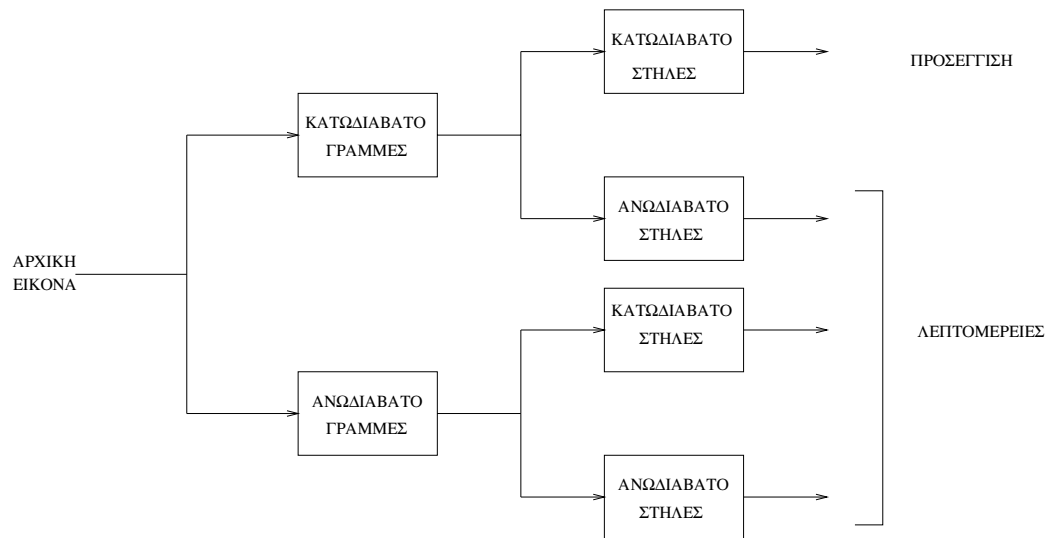 ΚΑΤΩΔΙΑΒΑΤΟ
ΣΤΗΛΕΣ
ΠΡΟΣΕΓΓΙΣΗ
ΚΑΤΩΔΙΑΒΑΤΟ
ΓΡΑΜΜΕΣ
ΑΝΩΔΙΑΒΑΤΟ
ΣΤΗΛΕΣ
ΑΡΧΙΚΗ
ΕΙΚΟΝΑ
ΚΑΤΩΔΙΑΒΑΤΟ
ΣΤΗΛΕΣ
ΛΕΠΤΟΜΕΡΕΙΕΣ
ΑΝΩΔΙΑΒΑΤΟ
ΓΡΑΜΜΕΣ
ΑΝΩΔΙΑΒΑΤΟ
ΣΤΗΛΕΣ